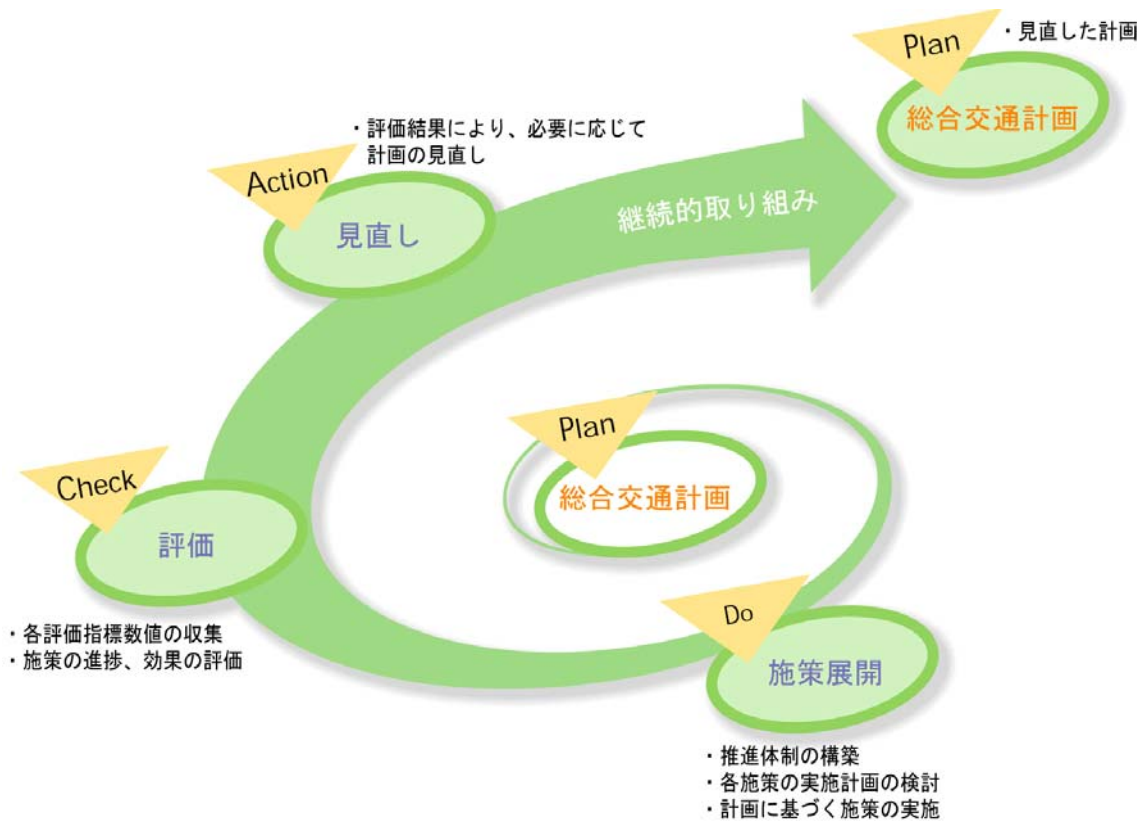 Plan
・見直した計画
総合交通計画
・評価結果により、必要に応じて
計画の見直し
Action
見直し
継続的取り組み
Plan
総合交通計画
Check
評価
・各評価指標数値の収集
・施策の進捗、効果の評価
Do
施策展開
・推進体制の構築
・各施策の実施計画の検討
・計画に基づく施策の実施